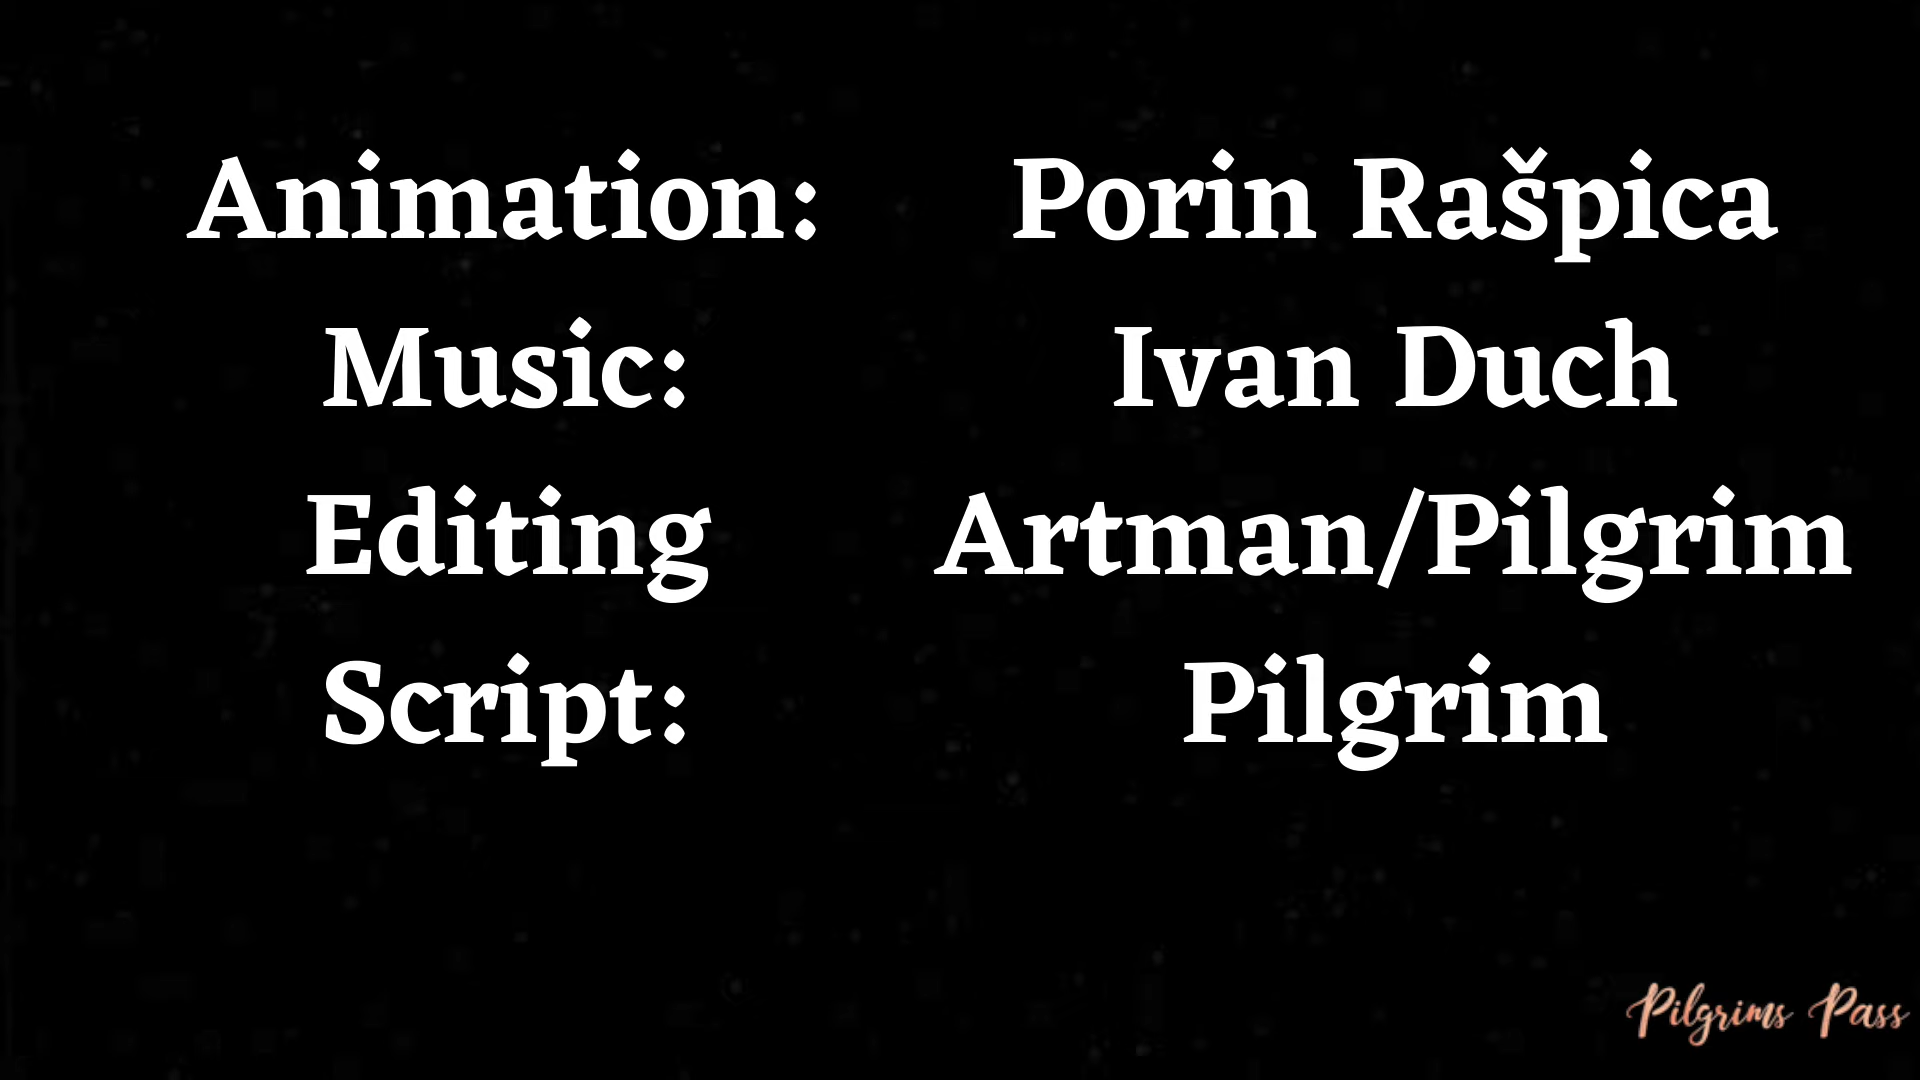 Animation: Porin Rašpica
Music: Ivan Duch
Editing Artman/Pilgrim
Script: Pilgrim
Pilgrims Pass